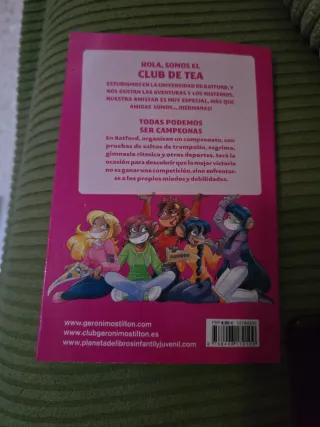 HOLA, SOMOS EL
CLUB DE TEA
ESTUDIAMOS EN LA UNIVERSIDAD DE RATFORD, Y
NOS GUSTAN LAS AVENTURAS Y LOS MISTERIOS.
NUESTRA AMISTAD ES MUY ESPECIAL, MÁS QUE
AMIGAS SOMOS... ¡HERMANAS!
TODAS PODEMOS
SER CAMPEONAS
En Ratford, organizan un campeonato, con
pruebas de saltos de trampolín, esgrima,
gimnasia rítmica y otros deportes. Será la
ocasión para descubrir que la mejor victoria
no es ganar una competición, sino enfrentar-
se a los propios miedos y debilidades.
www.geronimostilton.com
www.clubgeronimostilton.es
www.planetadelibrosinfantilyjuvenil.com
PVP